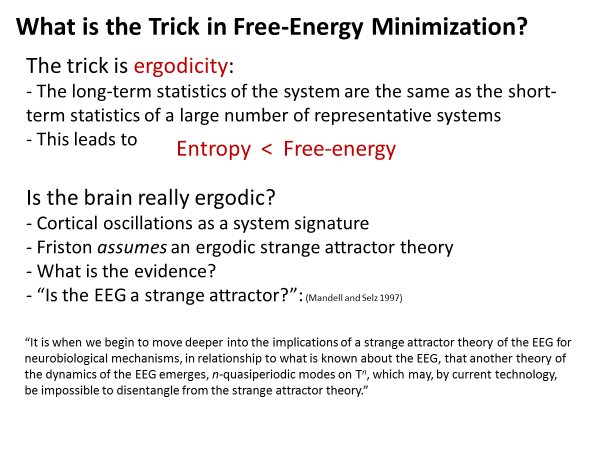 What is the Trick in Free-Energy Minimization?
The trick is ergodicity:
- The long-term statistics of the system are the same as the short-
term statistics of a large number of representative systems
- This leads to
Entropy < Free-energy
Is the brain really ergodic?
- Cortical oscillations as a system signature
- Friston assumes an ergodic strange attractor theory
- What is the evidence?
- “Is the EEG a strange attractor?”: (Mandell and Selz 1997)
“It is when we begin to move deeper into the implications of a strange attractor theory of the EEG for
neurobiological mechanisms, in relationship to what is known about the EEG, that another theory of
the dynamics of the EEG emerges, n-quasiperiodic modes on Tⁿ, which may, by current technology,
be impossible to disentangle from the strange attractor theory.”